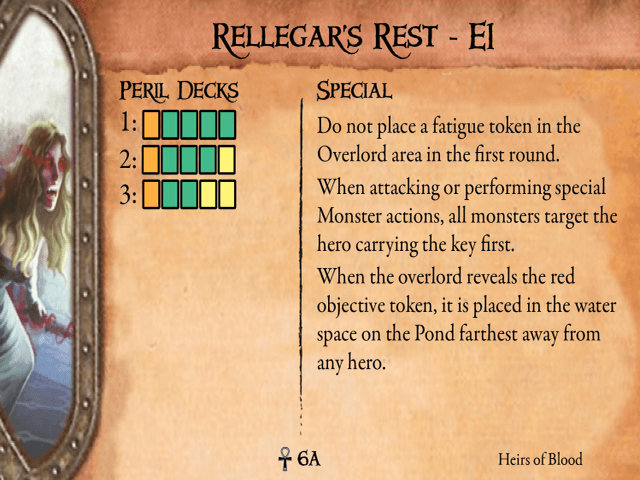 Rellegar's Rest - E1
Peril Decks
1:
2:
3:
Special
Do not place a fatigue token in the
Overlord area in the first round.
When attacking or performing special
Monster actions, all monsters target the
hero carrying the key first.
When the overlord reveals the red
objective token, it is placed in the water
space on the Pond farthest away from
any hero.
6A
Heirs of Blood